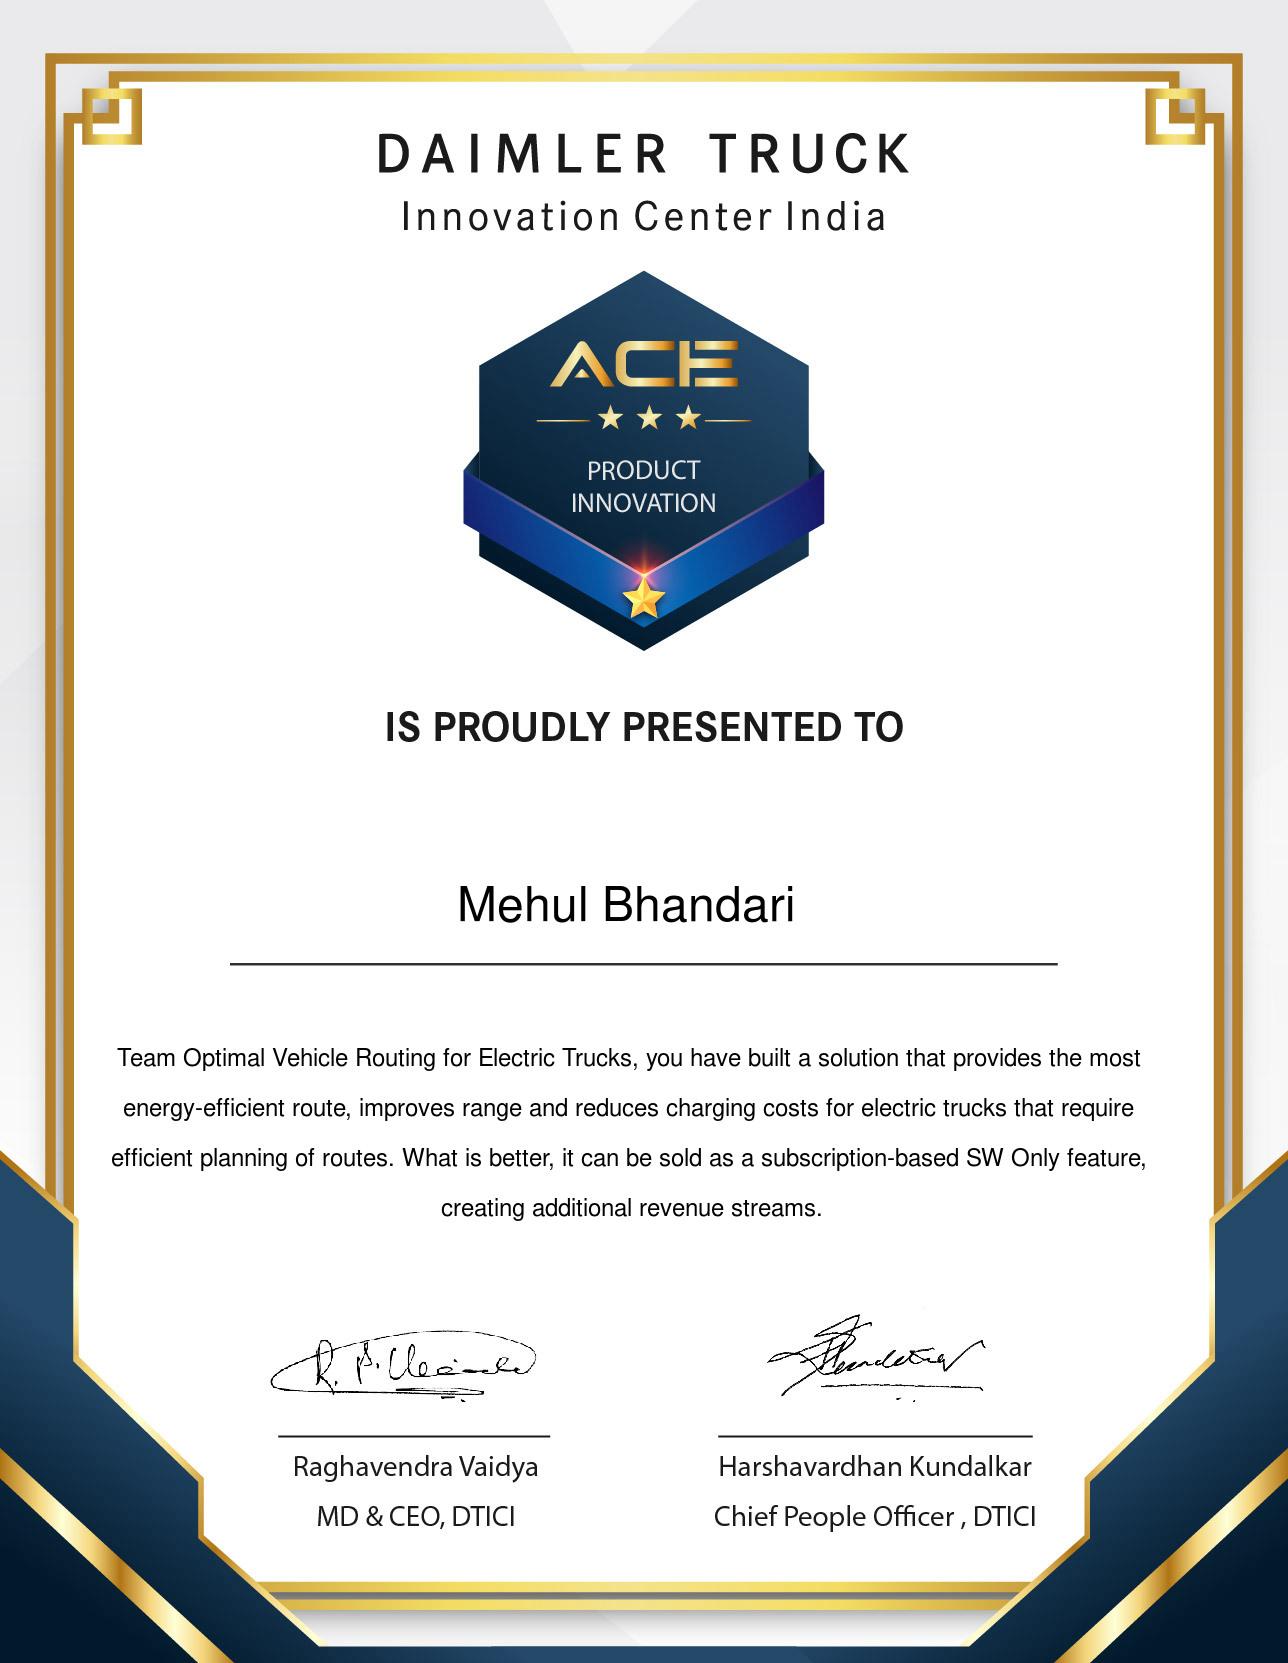 DAIMLER TRUCK
Innovation Center India
ACE
PRODUCT
INNOVATION
IS PROUDLY PRESENTED TO
Mehul Bhandari
Team Optimal Vehicle Routing for Electric Trucks, you have built a solution that provides the most
energy-efficient route, improves range and reduces charging costs for electric trucks that require
efficient planning of routes. What is better, it can be sold as a subscription-based SW Only feature,
creating additional revenue streams.
Raghavendra Vaidya
MD & CEO, DTICI
Harshavardhan Kundalkar
Chief People Officer , DTICI